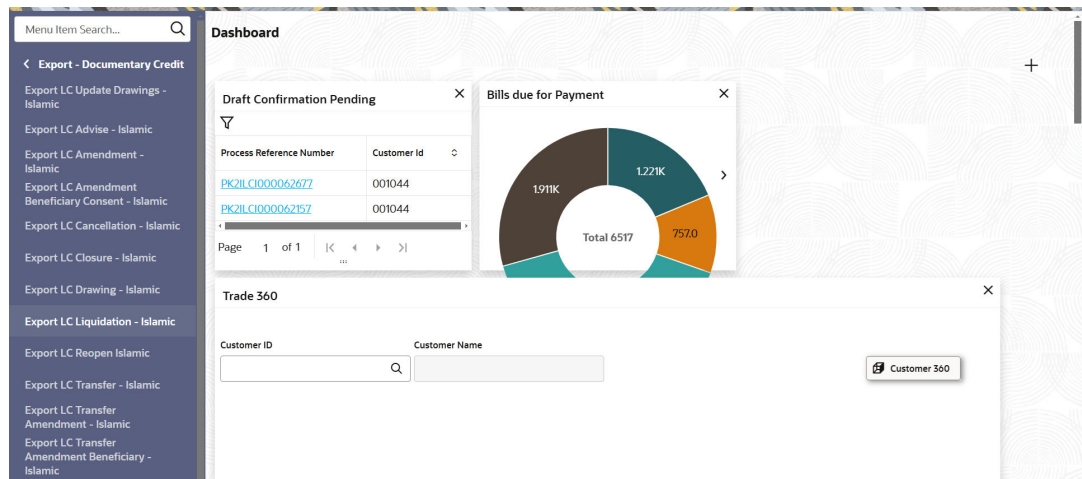 Menu Item Search...
Export - Documentary Credit
Export LC Update Drawings -
Islamic
Export LC Advise - Islamic
Export LC Amendment -
Islamic
Export LC Amendment
Beneficiary Consent - Islamic
Export LC Cancellation - Islamic
Export LC Closure - Islamic
Export LC Drawing - Islamic
Export LC Liquidation - Islamic
Export LC Reopen Islamic
Export LC Transfer - Islamic
Export LC Transfer
Amendment - Islamic
Export LC Transfer
Amendment Beneficiary -
Islamic
Dashboard
Draft Confirmation Pending
Process Reference Number Customer Id
PK2ILCI000062677 001044
PK2ILCI000062157 001044
Page 1 of 1
Bills due for Payment
1.911K
1.221K
757.0
Total 6517
Trade 360
Customer ID Customer Name
Customer 360